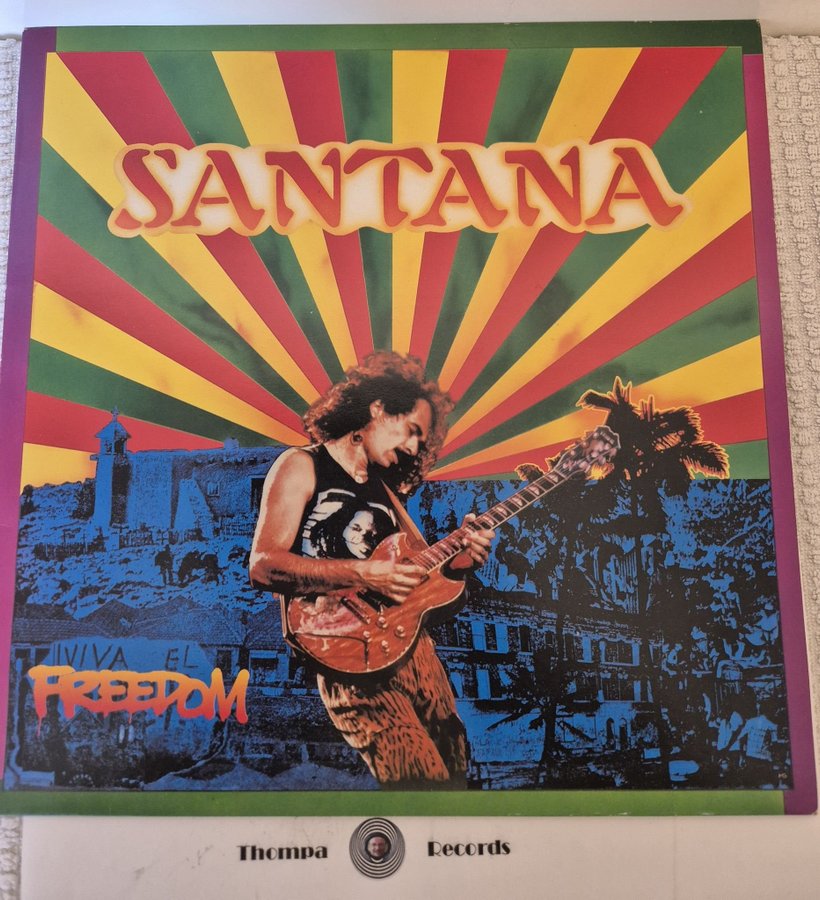 SANTANA
VIVA EL
FREEDOM
Thompa Records